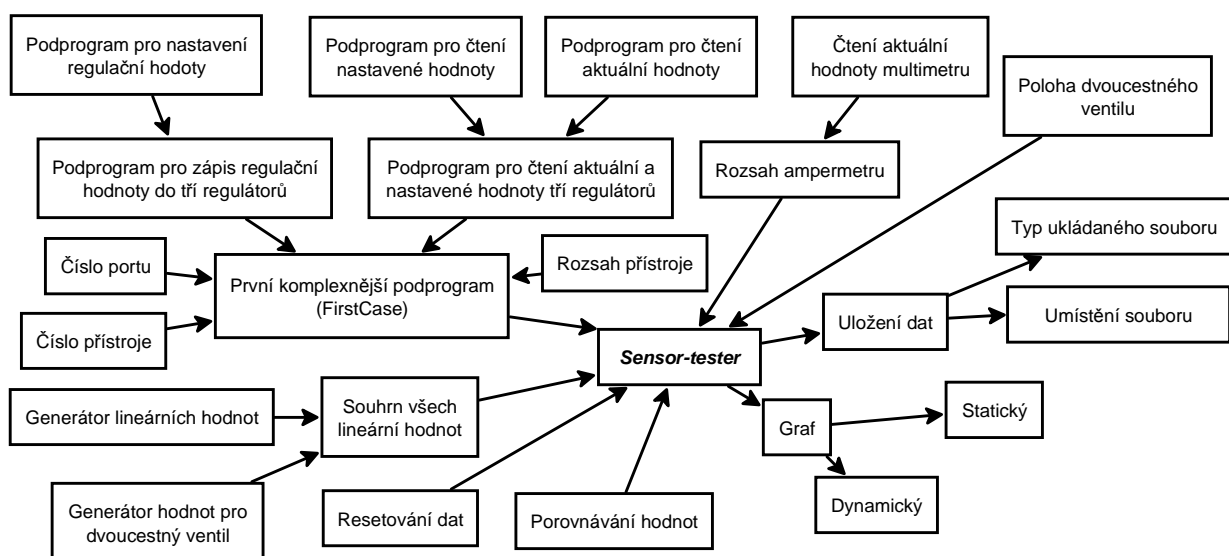 Podprogram pro nastavení
regulační hodoty
Podprogram pro čtení
nastavené hodnoty
Podprogram pro čtení
aktuální hodnoty
Čtení aktuální
hodnoty multimetru
Poloha dvoucestného
ventilu
Podprogram pro zápis regulační
hodnoty do tří regulátorů
Podprogram pro čtení aktuální a
nastavené hodnoty tří regulátorů
Rozsah ampermetru
Typ ukládaného souboru
Číslo portu
První komplexnější podprogram
(FirstCase)
Rozsah přístroje
Uložení dat
Umístění souboru
Číslo přístroje
Sensor-tester
Generátor lineárních hodnot
Souhrn všech
lineární hodnot
Graf
Statický
Generátor hodnot pro
dvoucestný ventil
Resetování dat
Porovnávání hodnot
Dynamický